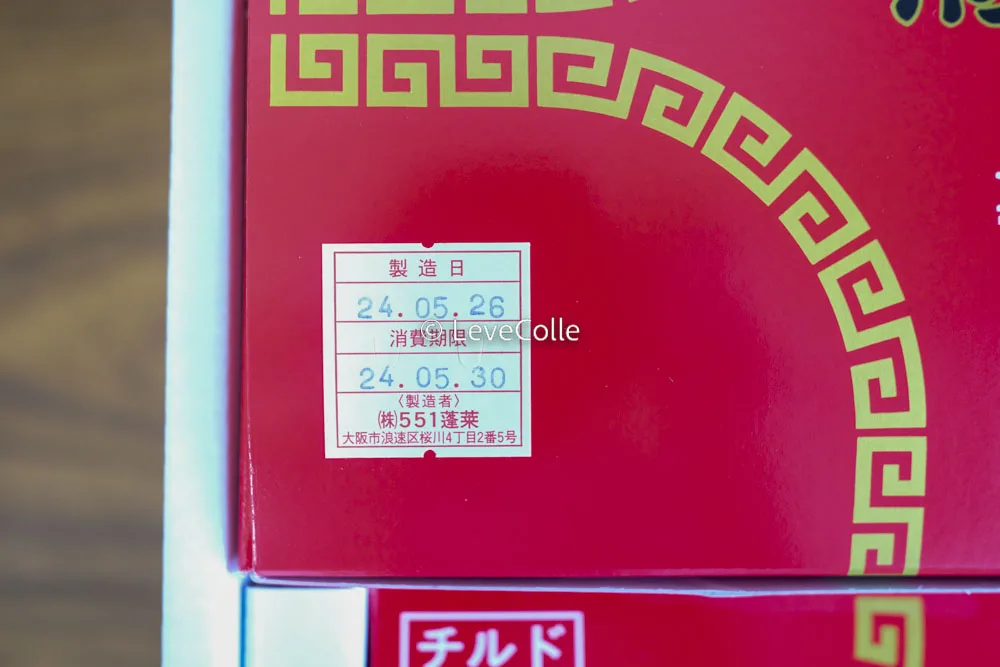 製造日
24.05.26
© LeveColle
消費期限
24.05.30
〈製造者〉
㈱551蓬莱
大阪市浪速区桜川4丁目2番5号
チルド